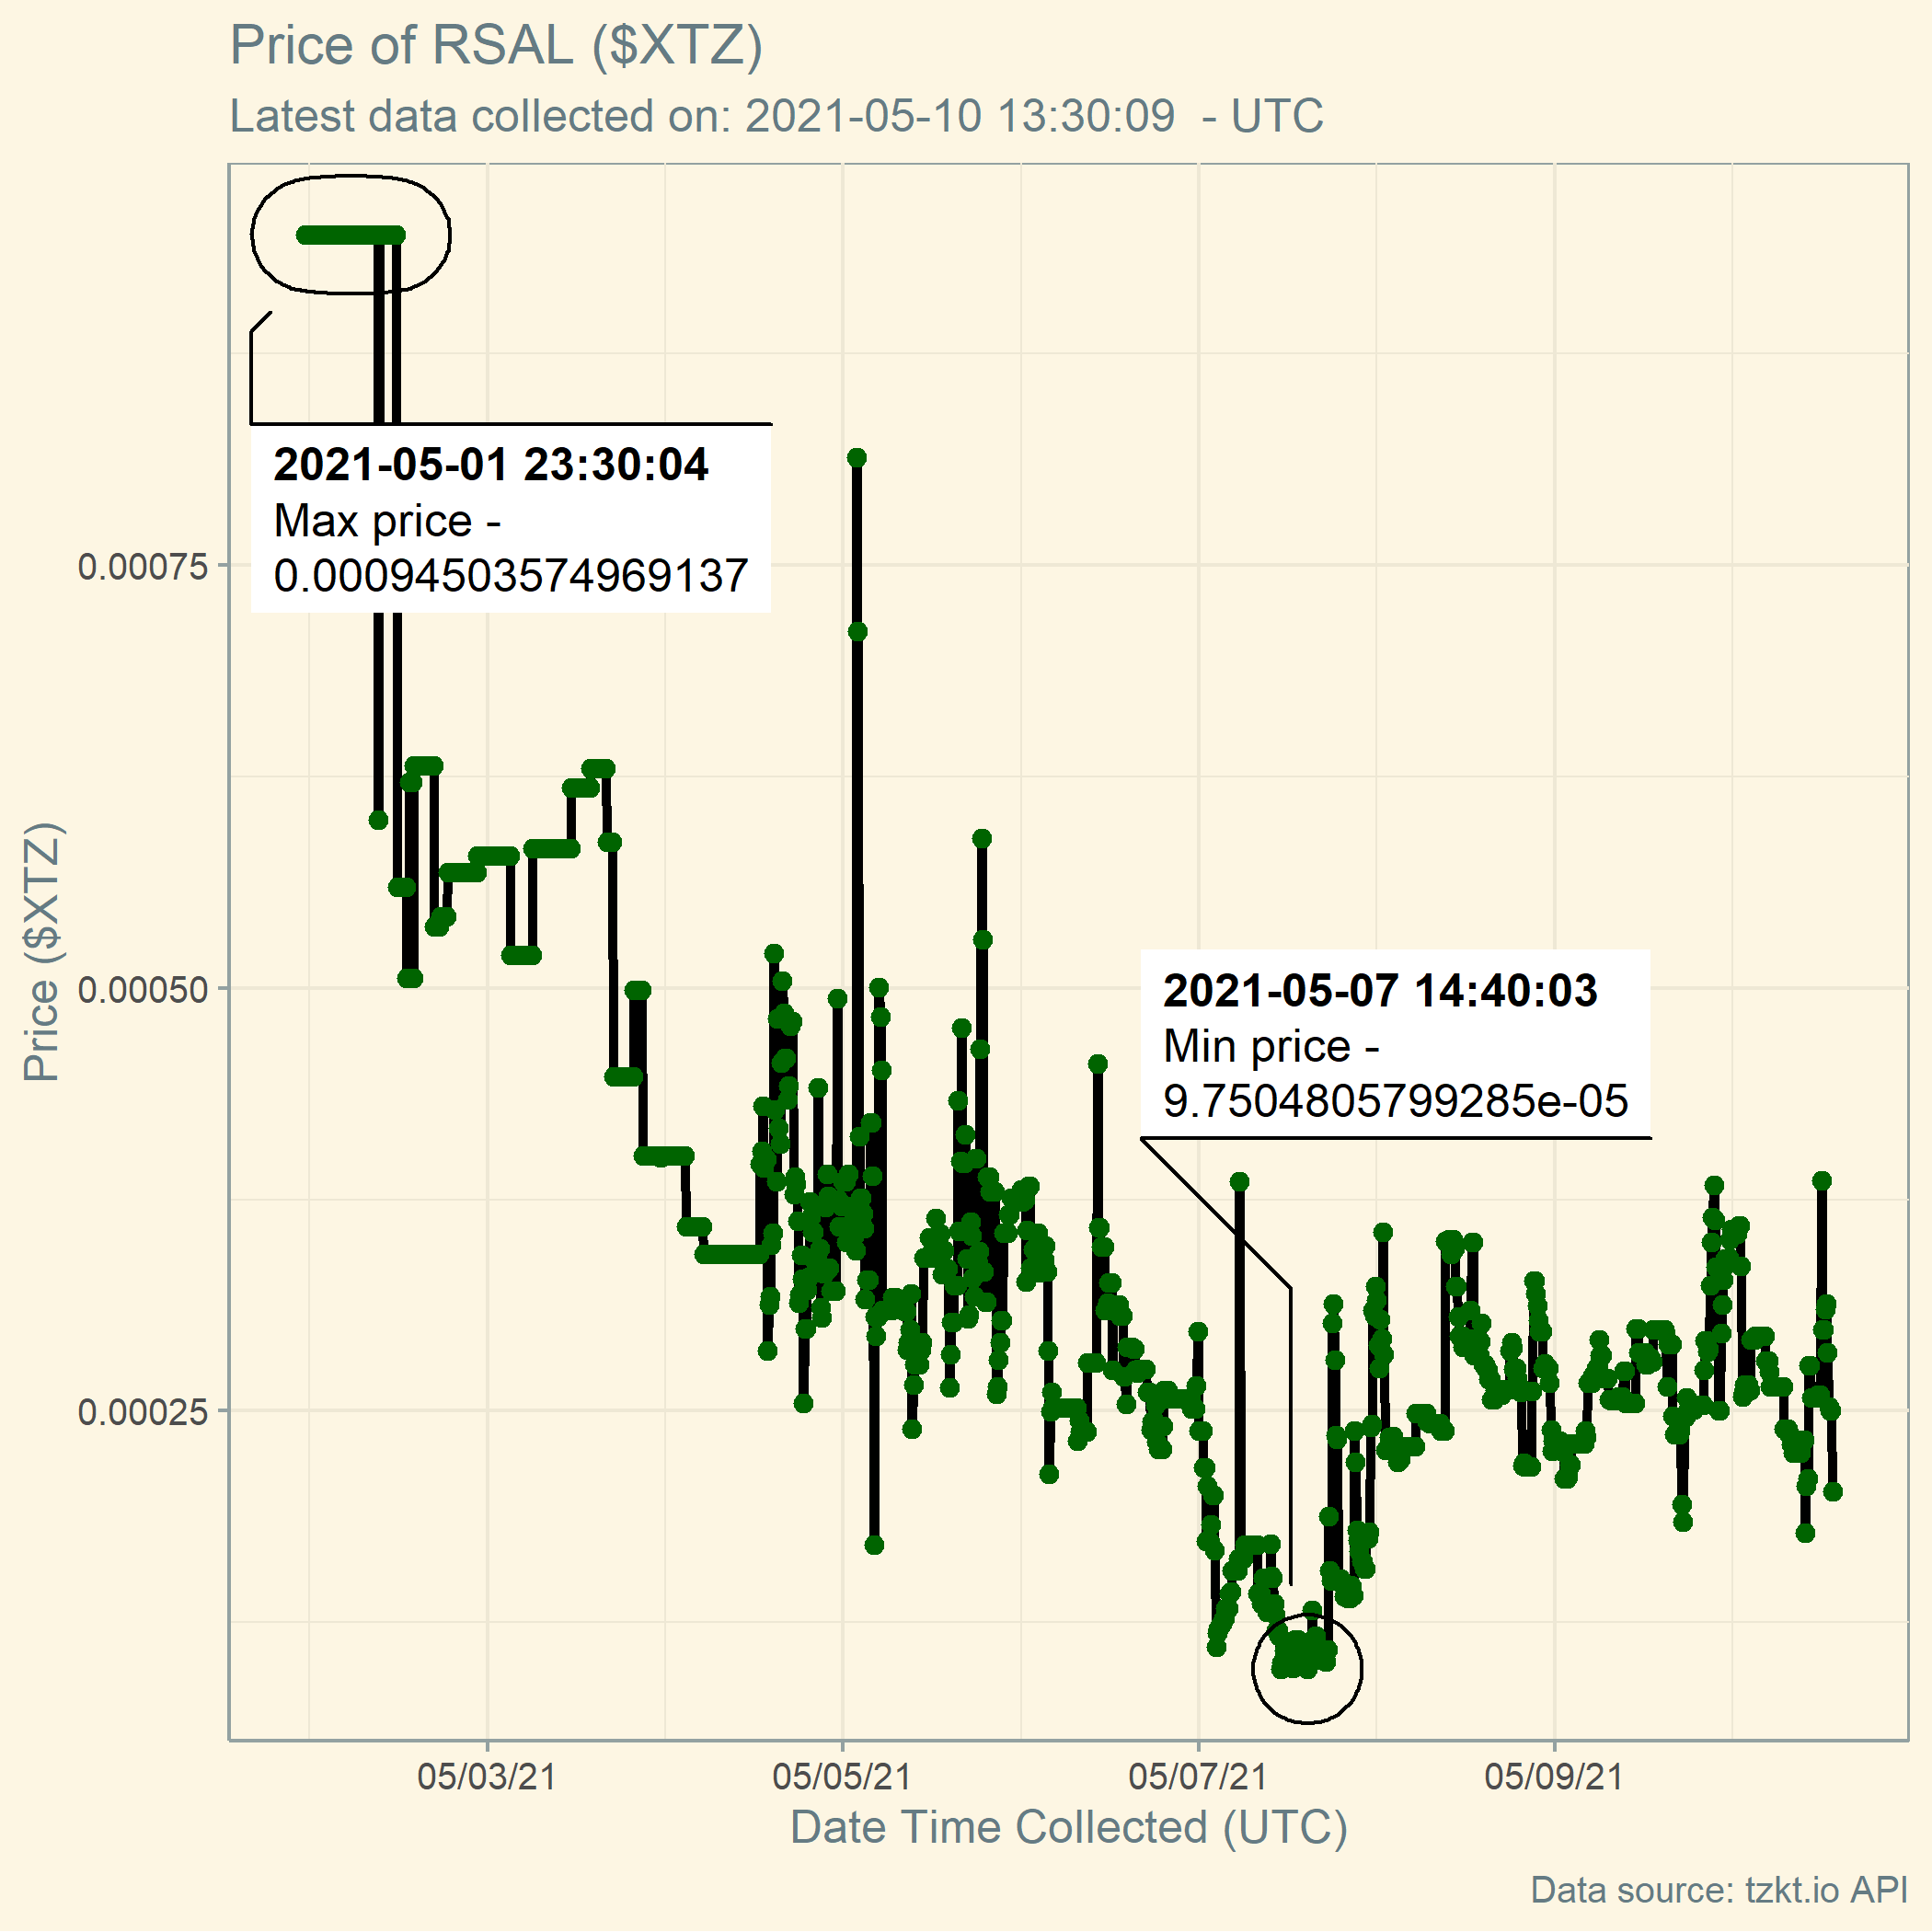 Price of RSAL ($XTZ)
Latest data collected on: 2021-05-10 13:30:09  - UTC
2021-05-01 23:30:04
Max price -
0.000945035749691​37
0.00075
0.00050
0.00025
Price ($XTZ)
2021-05-07 14:40:03
Min price -
9.7504805799285e-05
05/03/21
05/05/21
05/07/21
05/09/21
Date Time Collected (UTC)
Data source: tzkt.io API